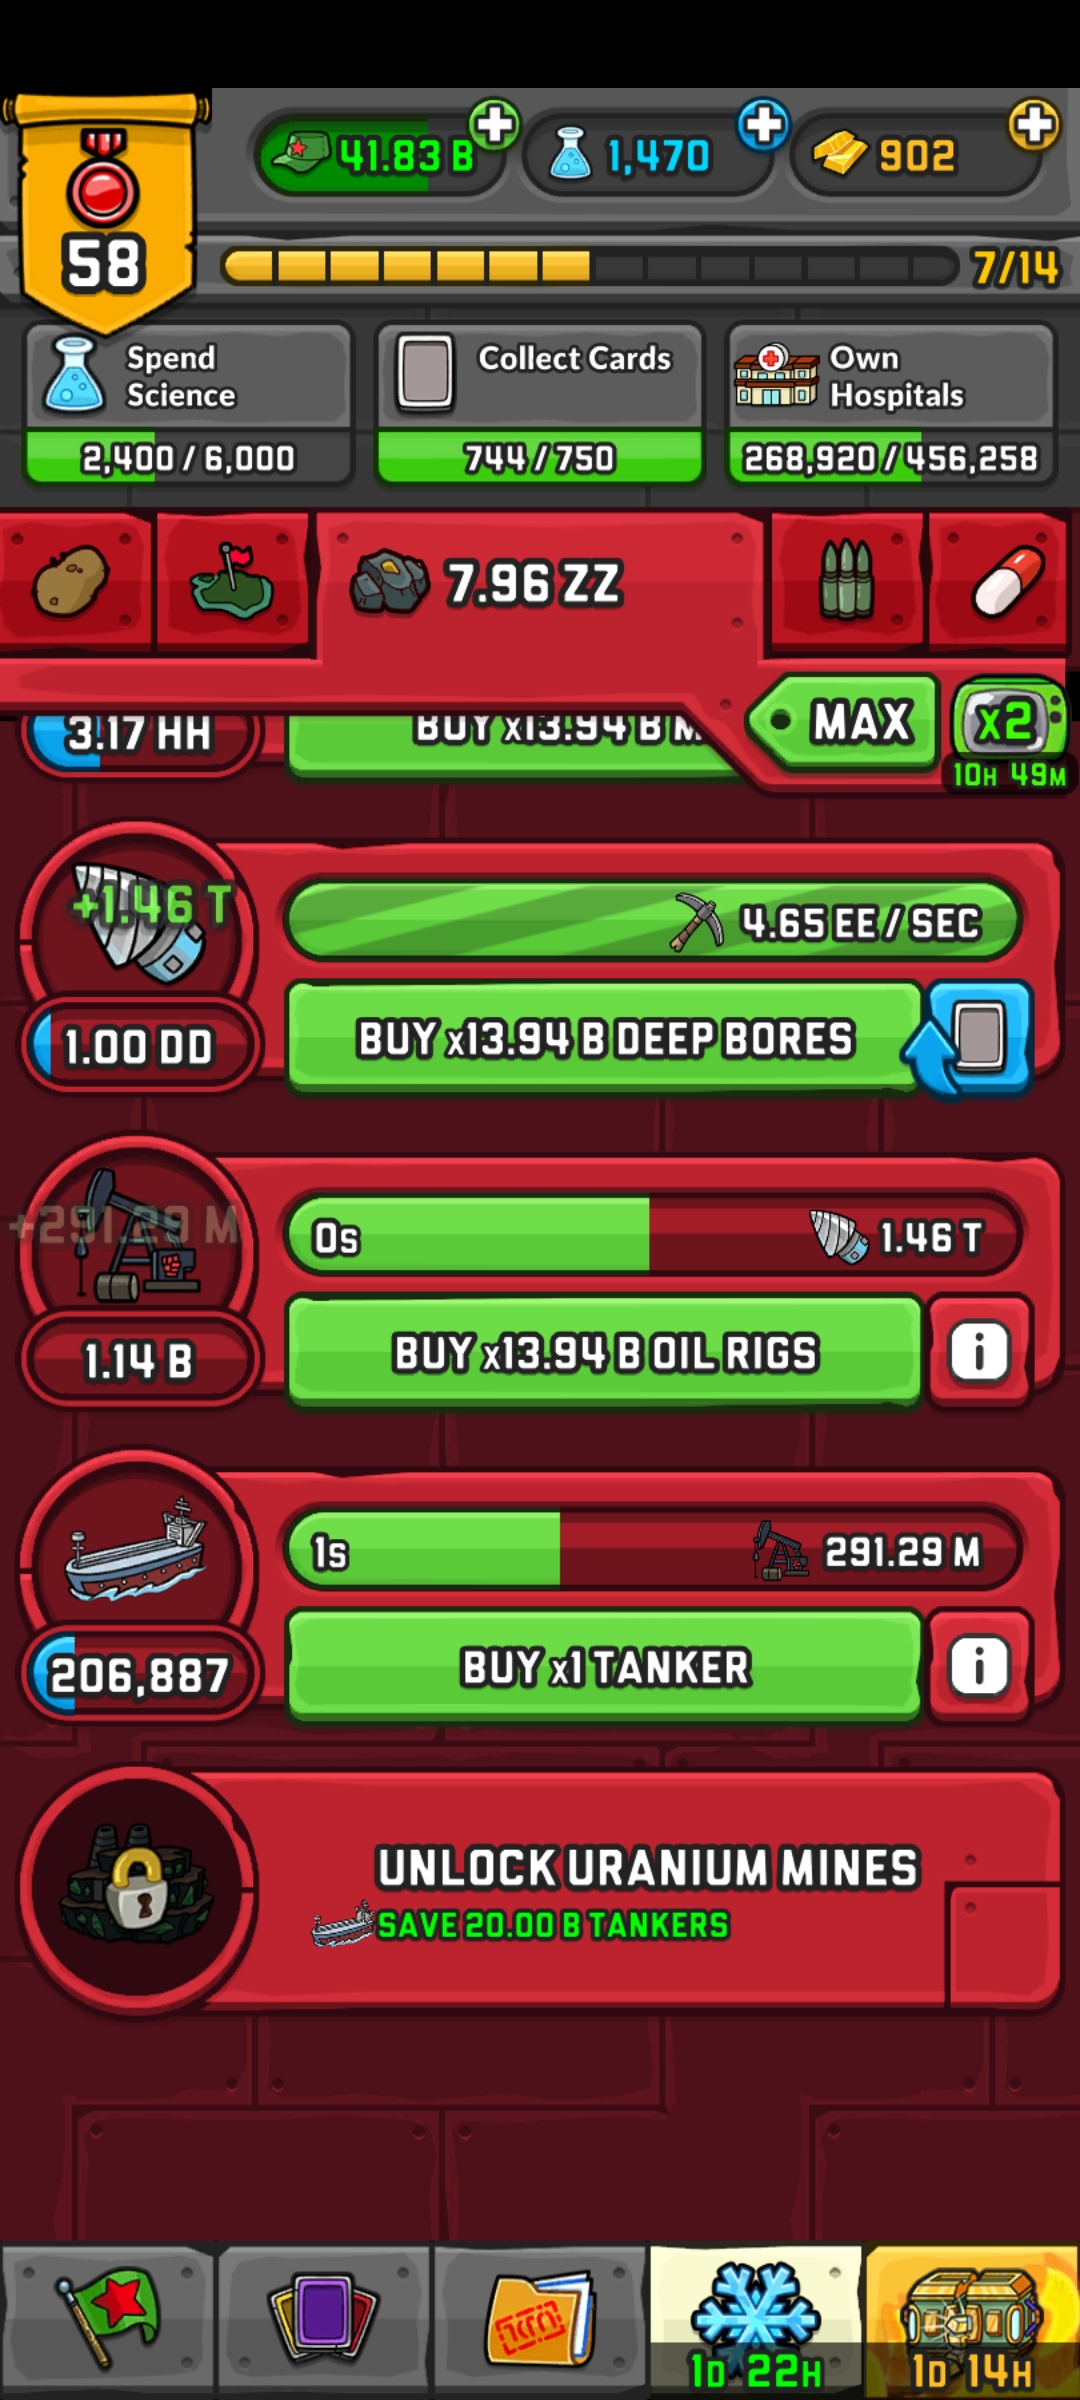 41.83 B
1,470
902
58
7/14
Spend
Science
Collect Cards
Own
Hospitals
2,400 / 6,000
744 / 750
268,920 / 456,258
7.96 ZZ
3.17 HH
BUY x13.94 B M
MAX
x2
10H 49M
+1.46 T
4.65 EE / SEC
1.00 DD
BUY x13.94 B DEEP BORES
+291.29 M
0s
1.46 T
1.14 B
BUY x13.94 B OIL RIGS
i
1s
291.29 M
206,887
BUY x1 TANKER
i
UNLOCK URANIUM MINES
SAVE 20.00 B TANKERS
1D 22H
1D 14H